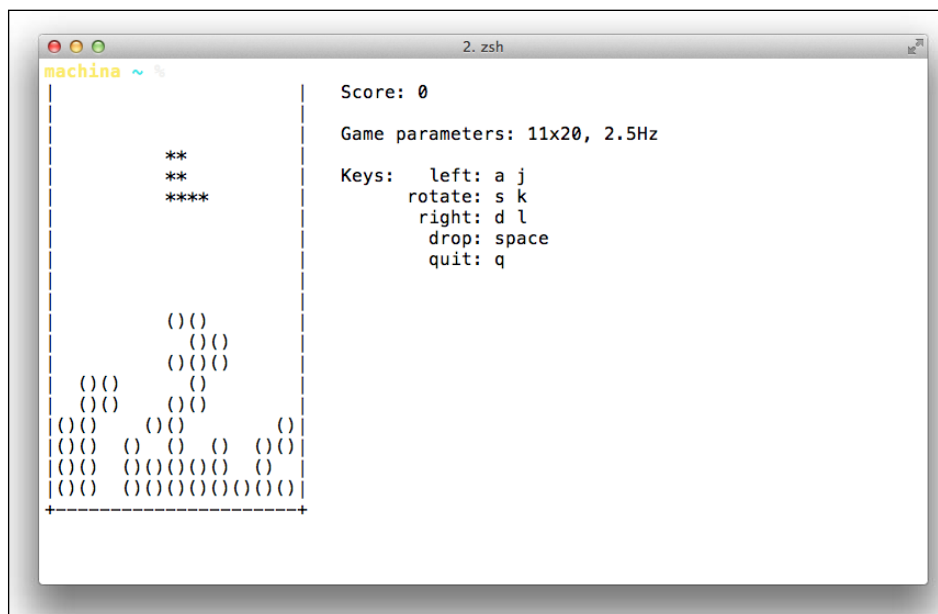 2. zsh
machina ~ %
|                      |   Score: 0
|                      |
|                      |   Game parameters: 11x20, 2.5Hz
|          **          |
|          **          |   Keys:   left: a j
|          ****        |         rotate: s k
|                      |          right: d l
|                      |           drop: space
|                      |           quit: q
|                      |
|                      |
|          ()()        |
|            ()()      |
|          ()()()      |
|  ()()      ()        |
|  ()()    ()()        |
|()()    ()()        ()|
|()()  ()  ()  ()  ()()|
|()()  ()()()()()  ()  |
|()()  ()()()()()()()()|
+----------------------+